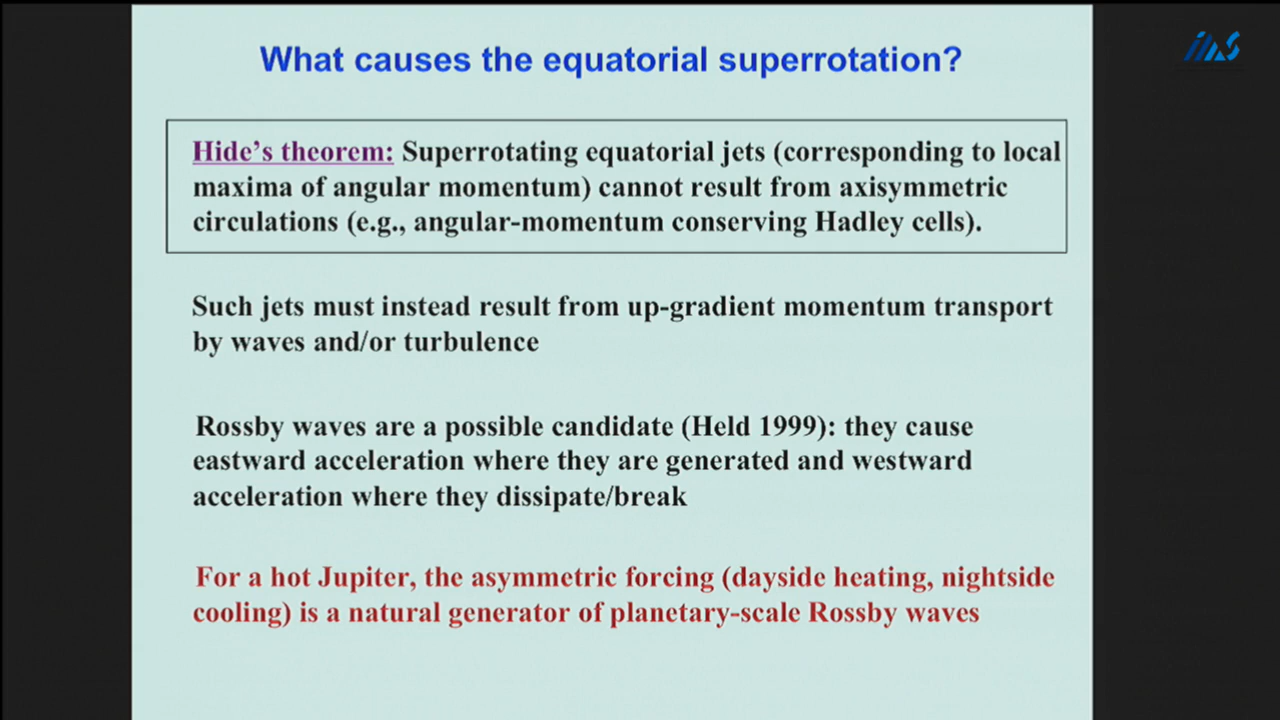 What causes the equatorial superrotation?
Hide's theorem: Superrotating equatorial jets (corresponding to local
maxima of angular momentum) cannot result from axisymmetric
circulations (e.g., angular-momentum conserving Hadley cells).
Such jets must instead result from up-gradient momentum transport
by waves and/or turbulence
Rossby waves are a possible candidate (Held 1999): they cause
eastward acceleration where they are generated and westward
acceleration where they dissipate/break
For a hot Jupiter, the asymmetric forcing (dayside heating, nightside
cooling) is a natural generator of planetary-scale Rossby waves